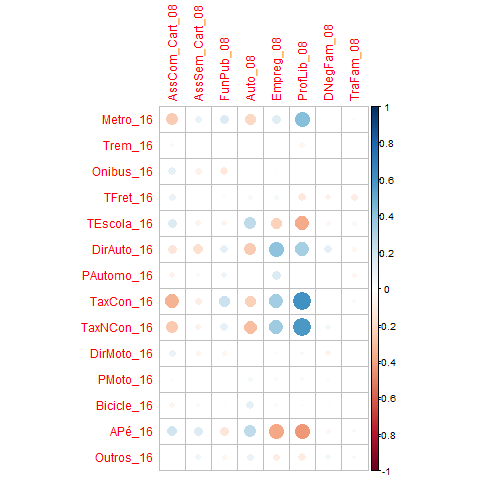 AssCom_Cart_08
AssSem_Cart_08
FunPub_08
Auto_08
Empreg_08
ProfLib_08
DNegFam_08
TraFam_08
Metro_16
Trem_16
Onibus_16
TFret_16
TEscola_16
DirAuto_16
PAutomo_16
TaxCon_16
TaxNCon_16
DirMoto_16
PMoto_16
Bicicle_16
APé_16
Outros_16
1
0.8
0.6
0.4
0.2
0
-0.2
-0.4
-0.6
-0.8
-1